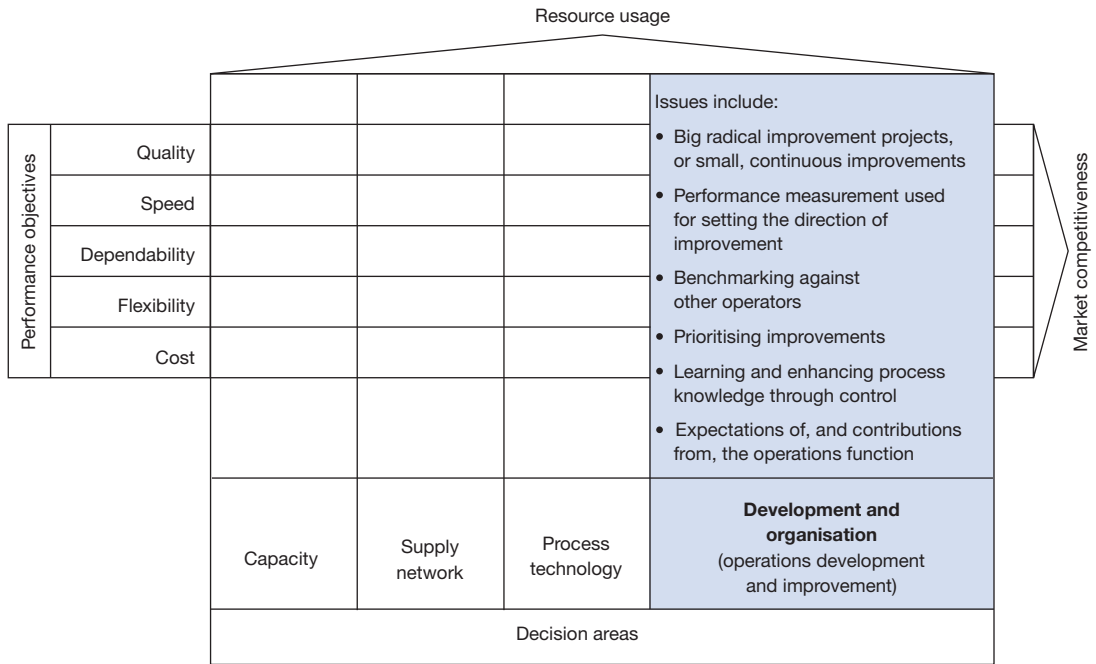 Resource usage
Performance objectives
Quality
Speed
Dependability
Flexibility
Cost
Issues include:
• Big radical improvement projects,
or small, continuous improvements
• Performance measurement used
for setting the direction of
improvement
• Benchmarking against
other operators
• Prioritising improvements
• Learning and enhancing process
knowledge through control
• Expectations of, and contributions
from, the operations function
Market competitiveness
Capacity
Supply
network
Process
technology
Development and
organisation
(operations development
and improvement)
Decision areas